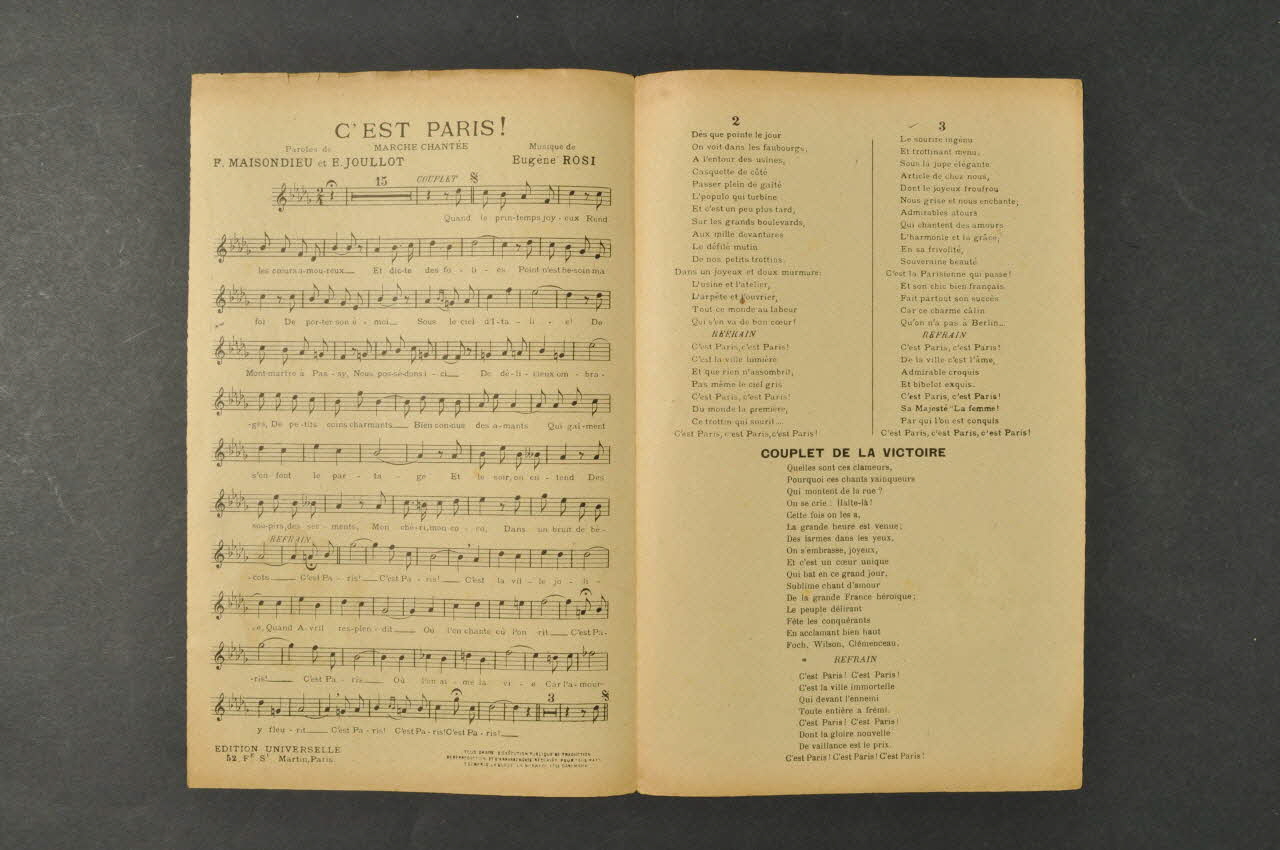 C'EST PARIS!
MARCHE CHANTÉE
Paroles de
F. MAISONDIEU et E. JOULLOT
Musique de
Eugène ROSI
15
COUPLET
Quand le prin-temps joy-eux Rend
les cœurs a-mou-reux Et dic-te des fo-li-es Point n'est be-soin ma
foi De por-ter son é-moi Sous le ciel d'I-ta-li-e! De
Mont-martre à Pas-sy, Nous pos-sé-dons i-ci De dé-li-cieux om-bra-
-ges, De pe-tits coins charmants Bien connus des a-mants Qui gai-ment
s'en font le par-ta-ge Et le soir, on en-tend Des
sou-pirs, des ser-ments, Mon ché-ri, mon co-co, Dans un bruit de bé-
REFRAIN
-cots C'est Pa-ris! C'est Pa-ris! C'est la vil-le jo-li-
-e, Quand A-vril res-plen-dit Où l'on chante où l'on rit C'est Pa-
-ris! C'est Pa-ris Où l'on ai-me la vi-e Car l'a-mour
3
y fleu-rit C'est Pa-ris! C'est Pa-ris! C'est Pa-ris!
EDITION UNIVERSELLE
52, Fg St Martin, Paris
2
Dès que pointe le jour
On voit dans les faubourgs,
A l'entour des usines,
Casquette de côté
Passer plein de gaîté
L'populo qui turbine
Et c'est un peu plus tard,
Sur les grands boulevards,
Aux mille devantures
Le défilé mutin
De nos petits trottins.
Dans un joyeux et doux murmure:
L'usine et l'atelier,
L'arpète et l'ouvrier,
Tout ce monde au labeur
Qui s'en va de bon cœur!
REFRAIN
C'est Paris, c'est Paris!
C'est la ville lumière
Et que rien n'assombrit,
Pas même le ciel gris
C'est Paris, c'est Paris!
Du monde la première,
Ce trottin qui sourit....
C'est Paris, c'est Paris, c'est Paris!
3
Le sourire ingénu
Et trottinant menu,
Sous la jupe élégante
Article de chez nous,
Dont le joyeux froufrou
Nous grise et nous enchante;
Admirables atours
Qui chantent des amours
L'harmonie et la grâce,
En sa frivolité,
Souveraine beauté
C'est la Parisienne qui passe!
Et son chic bien français
Fait partout son succès
Car ce charme câlin
Qu'on n'a pas à Berlin...
REFRAIN
C'est Paris, c'est Paris!
De la ville c'est l'âme,
Admirable croquis
Et bibelot exquis.
C'est Paris, c'est Paris!
Sa Majesté "La femme!
Par qui l'on est conquis
C'est Paris, c'est Paris, c'est Paris!
COUPLET DE LA VICTOIRE
Quelles sont ces clameurs,
Pourquoi ces chants vainqueurs
Qui montent de la rue?
On se crie: Halte-là!
Cette fois on les a,
La grande heure est venue;
Des larmes dans les yeux,
On s'embrasse, joyeux,
Et c'est un cœur unique
Qui bat en ce grand jour,
Sublime chant d'amour
De la grande France héroïque;
Le peuple délirant
Fête les conquérants
En acclamant bien haut
Foch, Wilson, Clémenceau.
REFRAIN
C'est Paris! C'est Paris!
C'est la ville immortelle
Qui devant l'ennemi
Toute entière a frémi.
C'est Paris! C'est Paris!
Dont la gloire nouvelle
De vaillance est le prix.
C'est Paris! C'est Paris! C'est Paris!